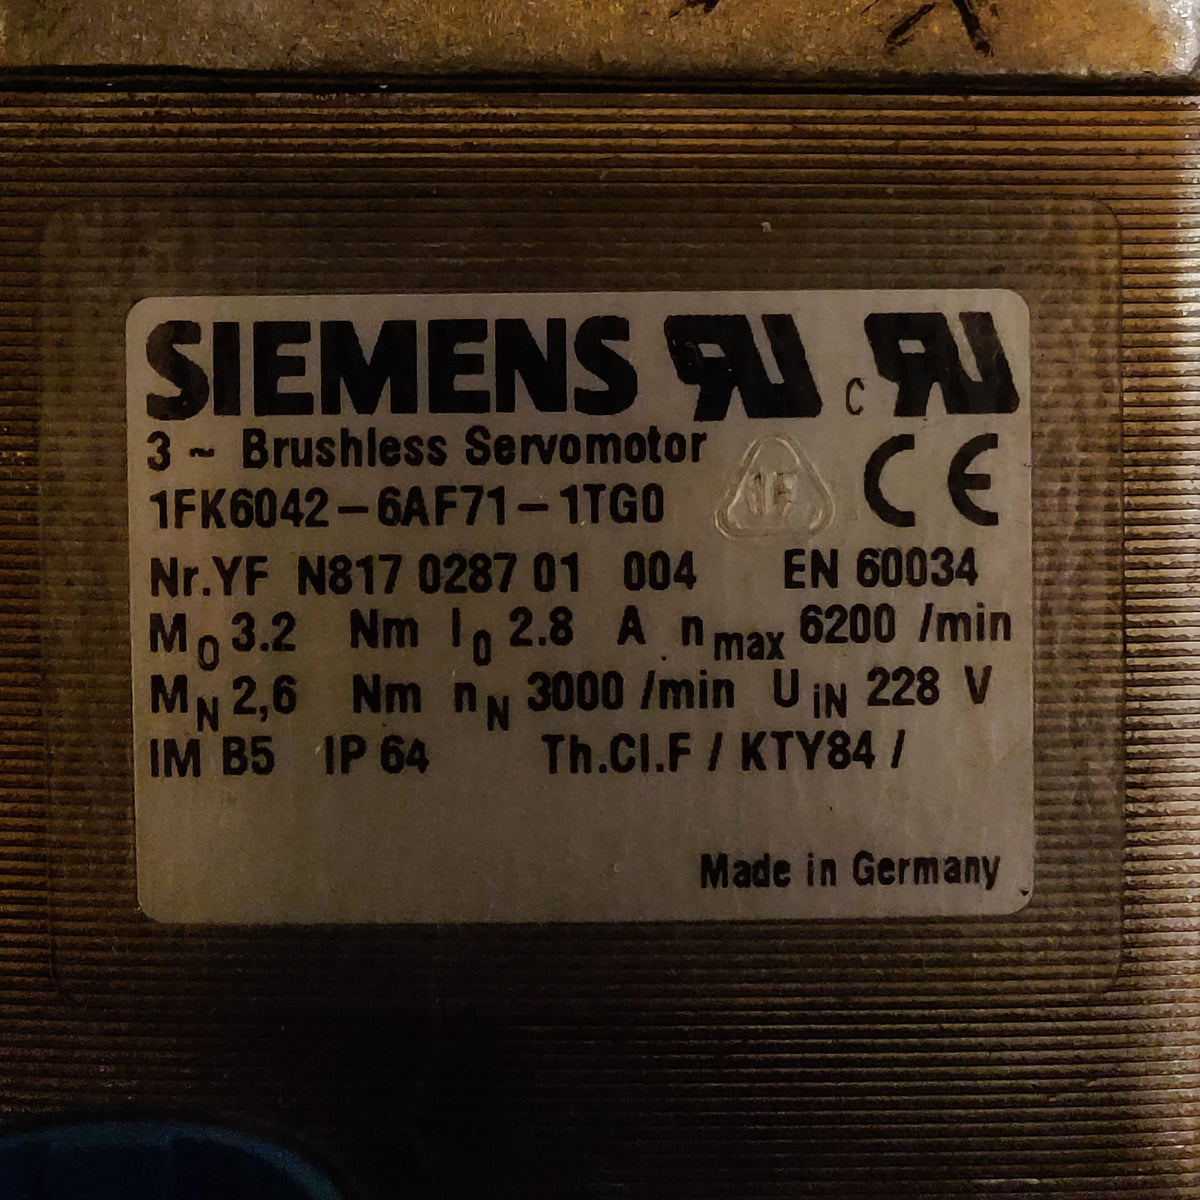 SIEMENS
3 ~ Brushless Servomotor
1FK6042-6AF71-1TG0
1F
c
CE
Nr.YF N817 0287 01 004 EN 60034
M0 3.2 Nm I0 2.8 A nmax 6200 /min
MN 2,6 Nm nN 3000 /min UiN 228 V
IM B5 IP 64 Th.Cl.F / KTY84 /
Made in Germany